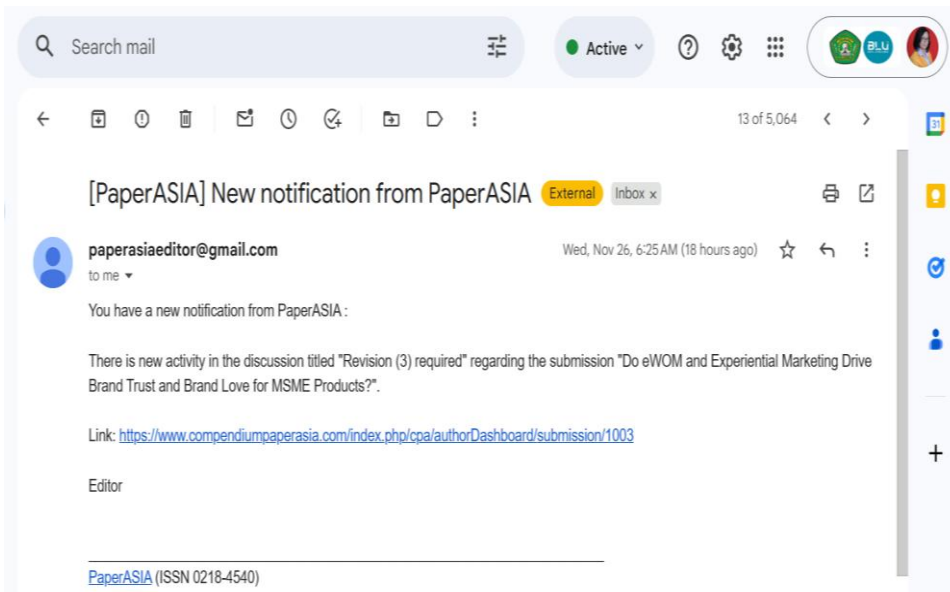 Search mail
Active
BLU
13 of 5,064
31
[PaperASIA] New notification from PaperASIA External Inbox x
paperasiaeditor@gmail.com Wed, Nov 26, 6:25 AM (18 hours ago)
to me
You have a new notification from PaperASIA :
There is new activity in the discussion titled "Revision (3) required" regarding the submission "Do eWOM and Experiential Marketing Drive
Brand Trust and Brand Love for MSME Products?".
Link: https://www.compendiumpaperasia.com/index.php/cpa/authorDashboard/submission/1003
Editor
PaperASIA (ISSN 0218-4540)